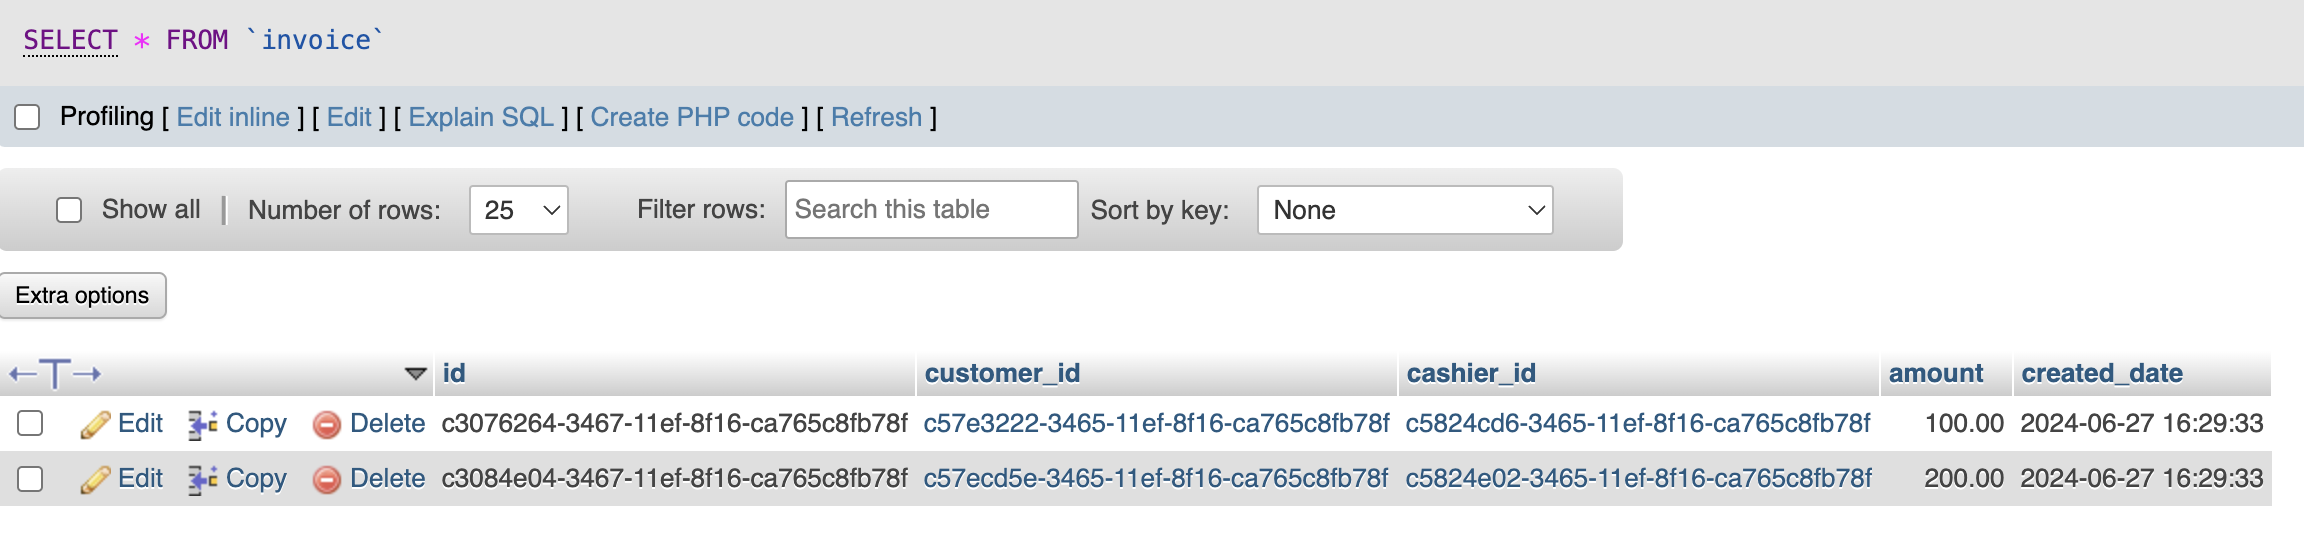 SELECT * FROM `invoice`
Profiling [ Edit inline ] [ Edit ] [ Explain SQL ] [ Create PHP code ] [ Refresh ]
Show all | Number of rows: 25 Filter rows: Search this table Sort by key: None
Extra options
←T→ id customer_id cashier_id amount created_date
Edit Copy Delete c3076264-3467-11ef-8f16-ca765c8fb78f c57e3222-3465-11ef-8f16-ca765c8fb78f c5824cd6-3465-11ef-8f16-ca765c8fb78f 100.00 2024-06-27 16:29:33
Edit Copy Delete c3084e04-3467-11ef-8f16-ca765c8fb78f c57ecd5e-3465-11ef-8f16-ca765c8fb78f c5824e02-3465-11ef-8f16-ca765c8fb78f 200.00 2024-06-27 16:29:33